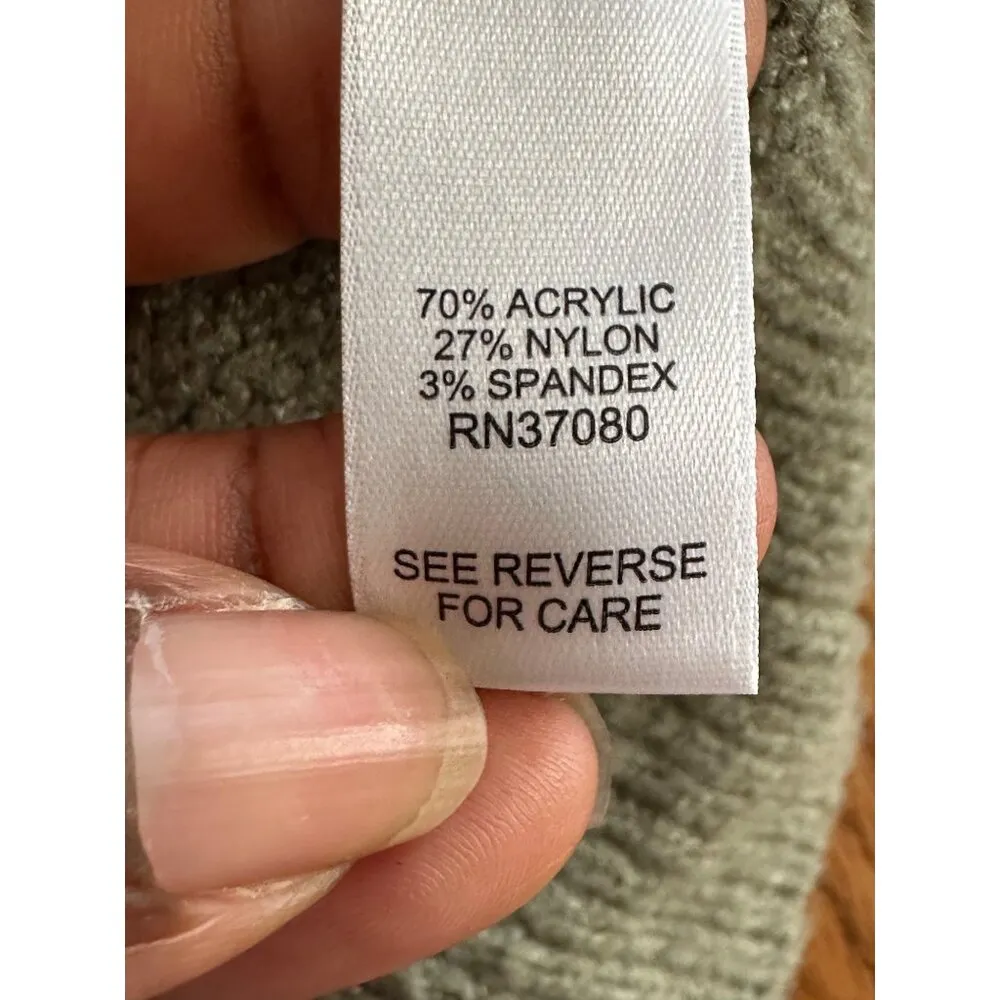 70% ACRYLIC
27% NYLON
3% SPANDEX
RN37080
SEE REVERSE
FOR CARE